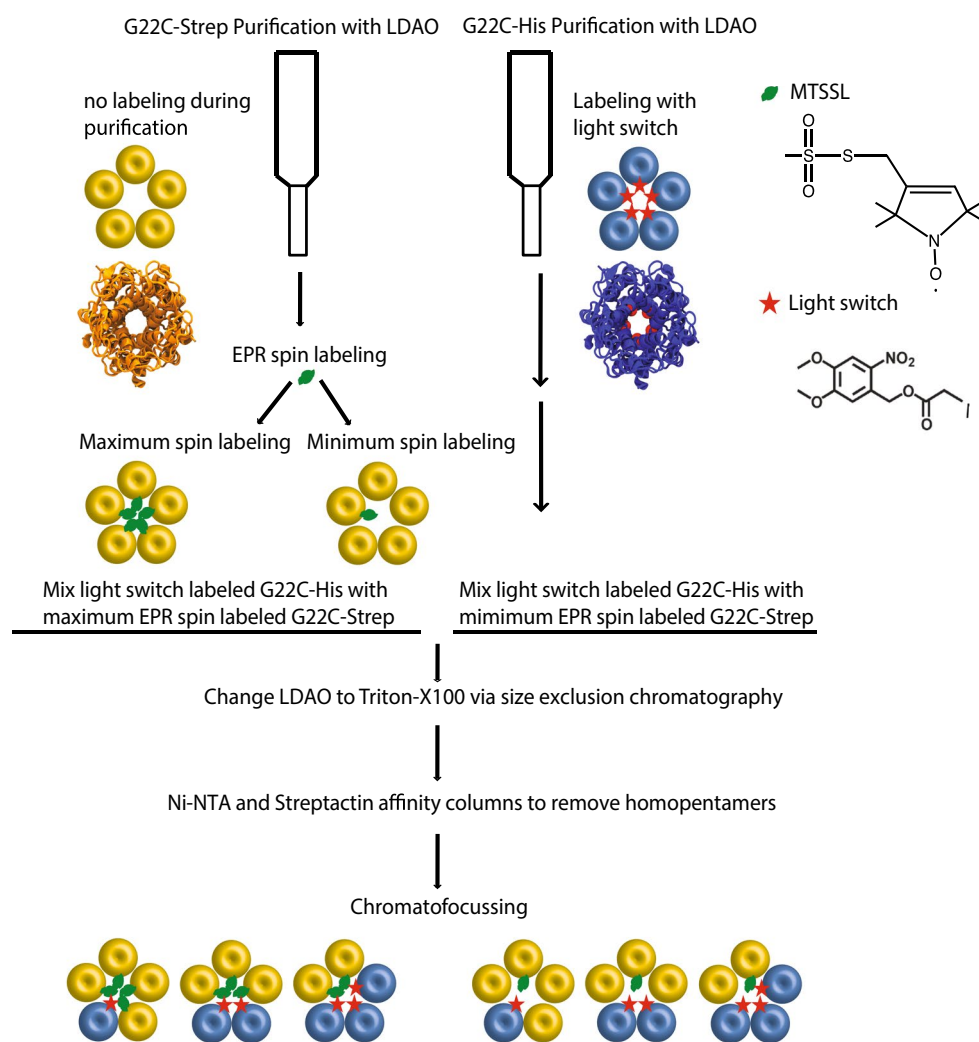 G22C-Strep Purification with LDAO
G22C-His Purification with LDAO
no labeling during
purification
Labeling with
light switch
MTSSL
O
S
S
O
N
O
.
Light switch
O
O
NO2
O
O
I
EPR spin labeling
Maximum spin labeling
Minimum spin labeling
Mix light switch labeled G22C-His with
maximum EPR spin labeled G22C-Strep
Mix light switch labeled G22C-His with
mimimum EPR spin labeled G22C-Strep
Change LDAO to Triton-X100 via size exclusion chromatography
Ni-NTA and Streptactin affinity columns to remove homopentamers
Chromatofocussing